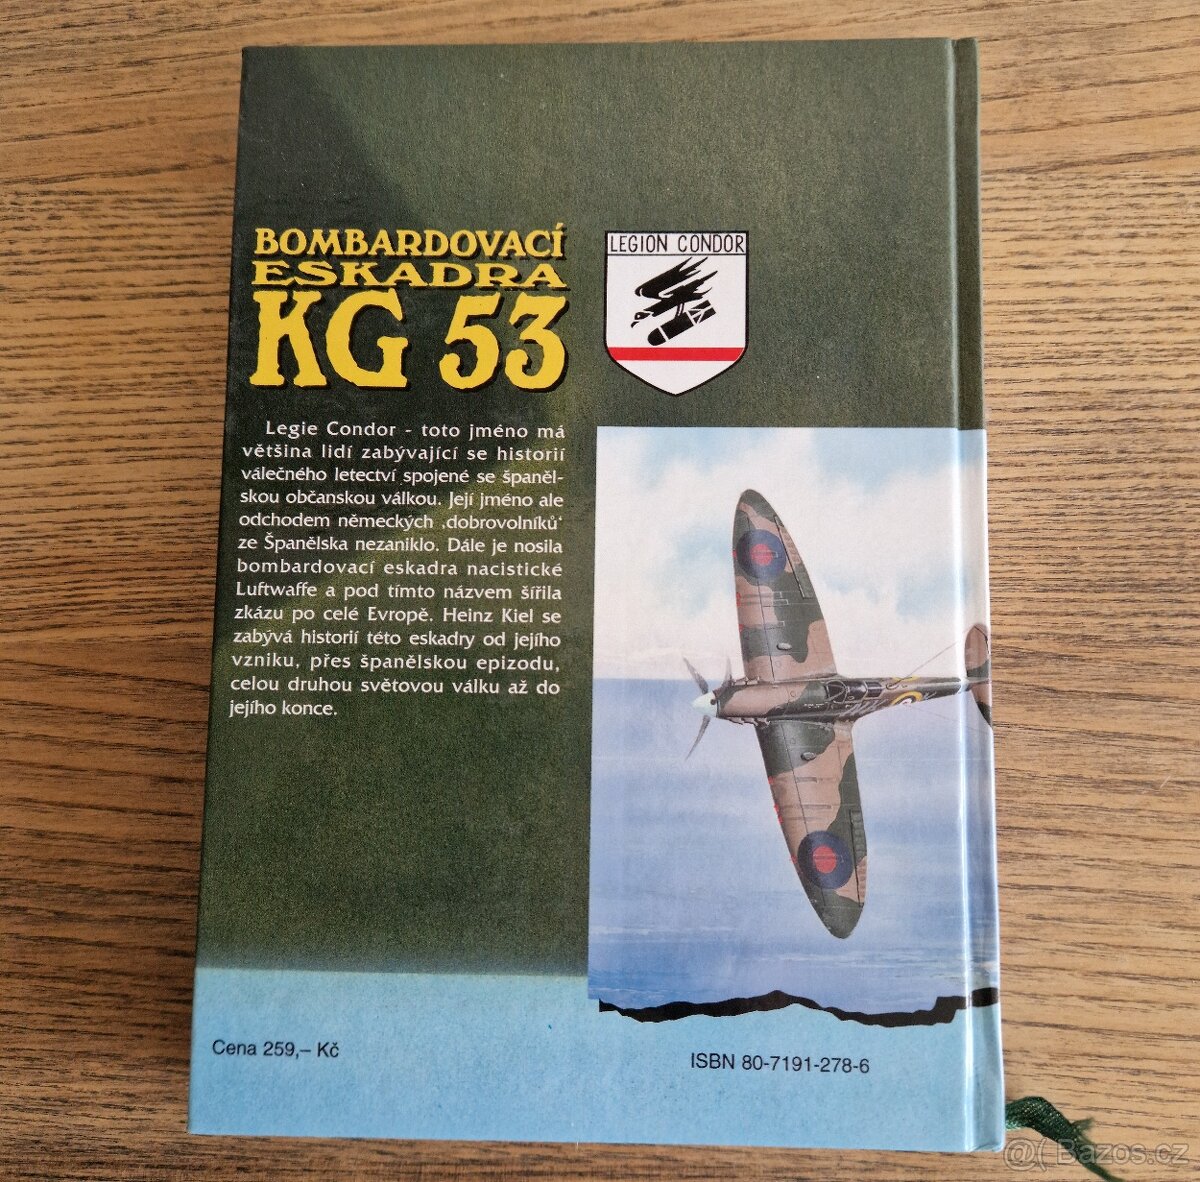 BOMBARDOVACÍ
ESKADRA
KG 53
LEGION CONDOR
Legie Condor - toto jméno má
většina lidí zabývající se historií
válečného letectví spojené se španěl-
skou občanskou válkou. Její jméno ale
odchodem německých ‚dobrovolníků‘
ze Španělska nezaniklo. Dále je nosila
bombardovací eskadra nacistické
Luftwaffe a pod tímto názvem šířila
zkázu po celé Evropě. Heinz Kiel se
zabývá historií této eskadry od jejího
vzniku, přes španělskou epizodu,
celou druhou světovou válku až do
jejího konce.
Cena 259,– Kč
ISBN 80-7191-278-6
@( Bazos.cz